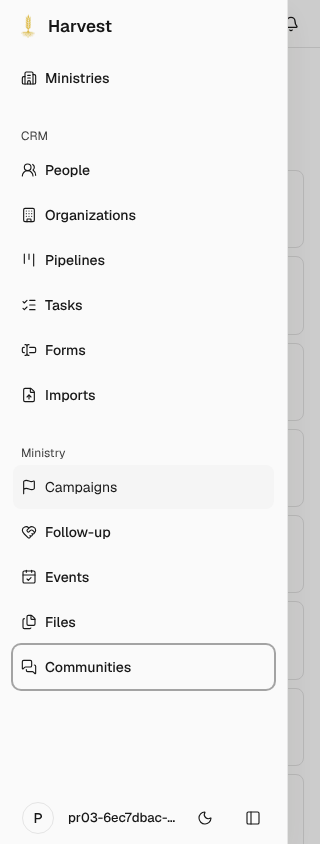 Harvest
Ministries
CRM
People
Organizations
Pipelines
Tasks
Forms
Imports
Ministry
Campaigns
Follow-up
Events
Files
Communities
P pr03-6ec7dbac-...